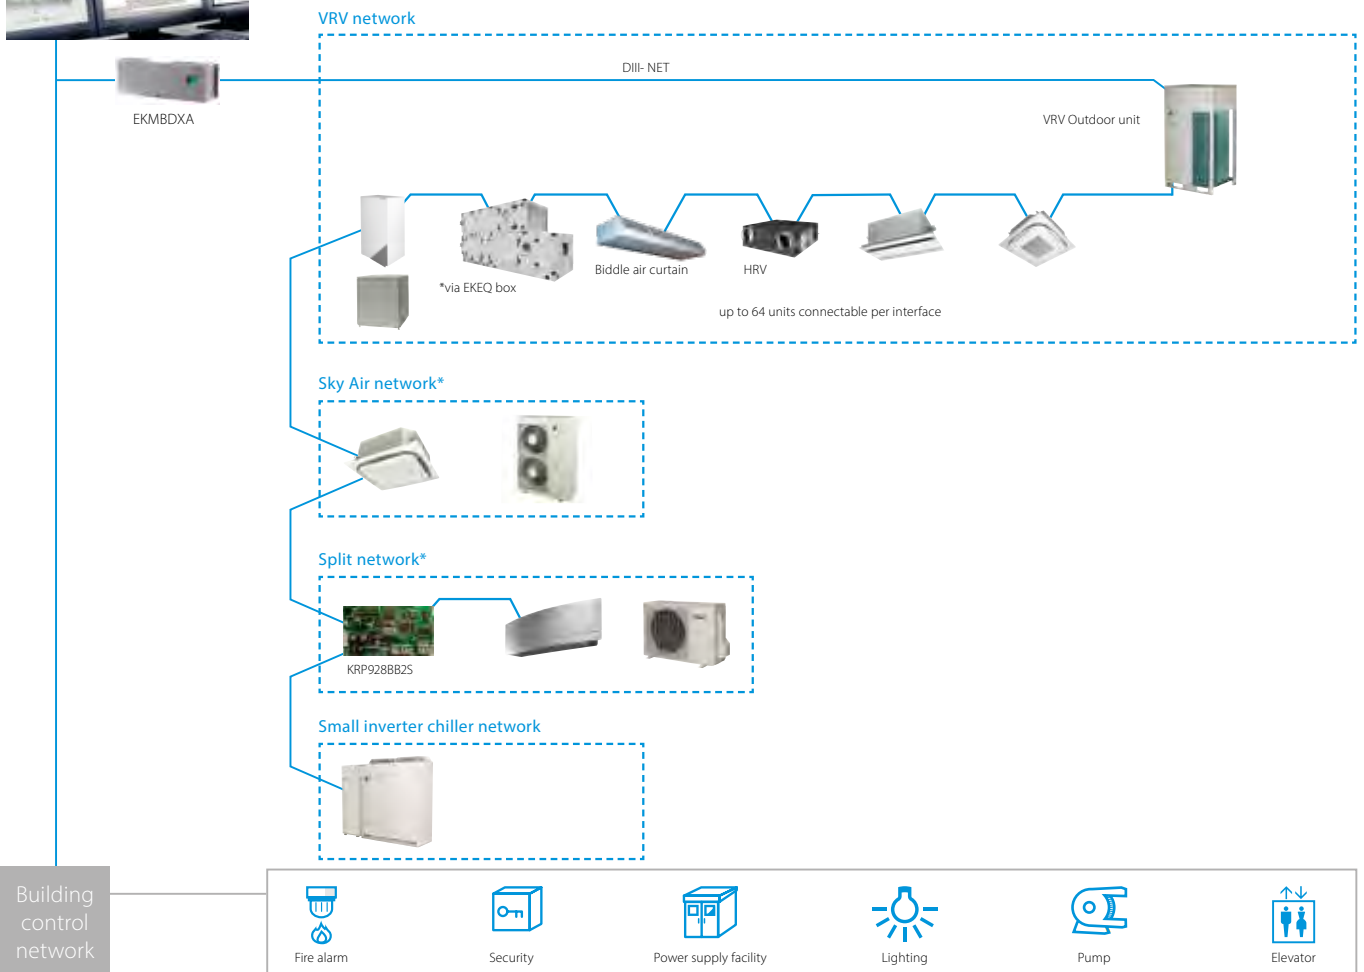 VRV network
DIII- NET
EKMBDXA
VRV Outdoor unit
Biddle air curtain
HRV
*via EKEQ box
up to 64 units connectable per interface
Sky Air network*
Split network*
KRP928BB2S
Small inverter chiller network
Building
control
network
Fire alarm
Security
Power supply facility
Lighting
Pump
Elevator